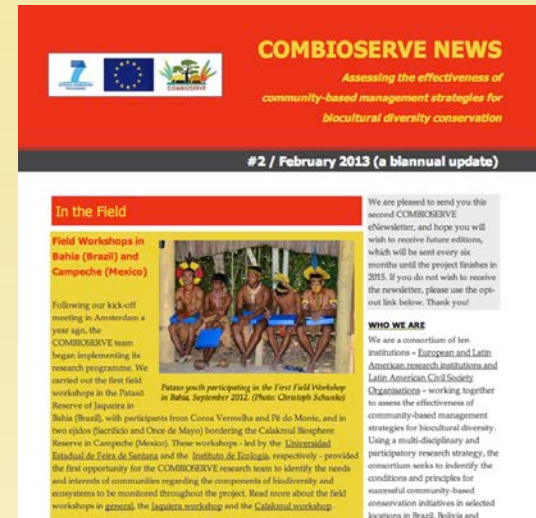 COMBIOSERVE NEWS
Assessing the effectiveness of
community-based management strategies for
biocultural diversity conservation
7
COMBIOSERVE
#2 / February 2013 (a biannual update)
In the Field
Field Workshops in
Bahia (Brazil) and
Campeche (Mexico)
Following our kick-off
meeting in Amsterdam a
year ago, the
COMBIOSERVE team
began implementing its
research programme. We
carried out the first field
workshops in the Pataxó
Reserve of Jaqueira in
Bahia (Brazil), with participants from Coroa Vermelha and Pé do Monte, and in
two ejidos (Sacrificio and Once de Mayo) bordering the Calakmul Biosphere
Reserve in Campeche (Mexico). These workshops - led by the Universidad
Estadual de Feira de Santana and the Instituto de Ecología, respectively - provided
the first opportunity for the COMBIOSERVE research team to identify the needs
and interests of communities regarding the components of biodiversity and
ecosystems to be monitored throughout the project. Read more about the field
workshops in general, the Jaquiera workshop and the Calakmul workshop.
Pataxo youth participating in the First Field Workshop
in Bahia, September 2012. (Photo: Christoph Schwnke)
We are pleased to send you this
second COMBIOSERVE
eNewsletter, and hope you will
wish to receive future editions,
which will be sent every six
months until the project finishes in
2015. If you do not wish to receive
the newsletter, please use the opt-
out link below. Thank you!
WHO WE ARE
We are a consortium of ten
institutions – European and Latin
American research institutions and
Latin American Civil Society
Organisations – working together
to assess the effectiveness of
community-based management
strategies for biocultural diversity.
Using a multi-disciplinary and
participatory research strategy, the
consortium seeks to indentify the
conditions and principles for
successful community-based
conservation initiatives in selected
locations in Brazil, Bolivia and